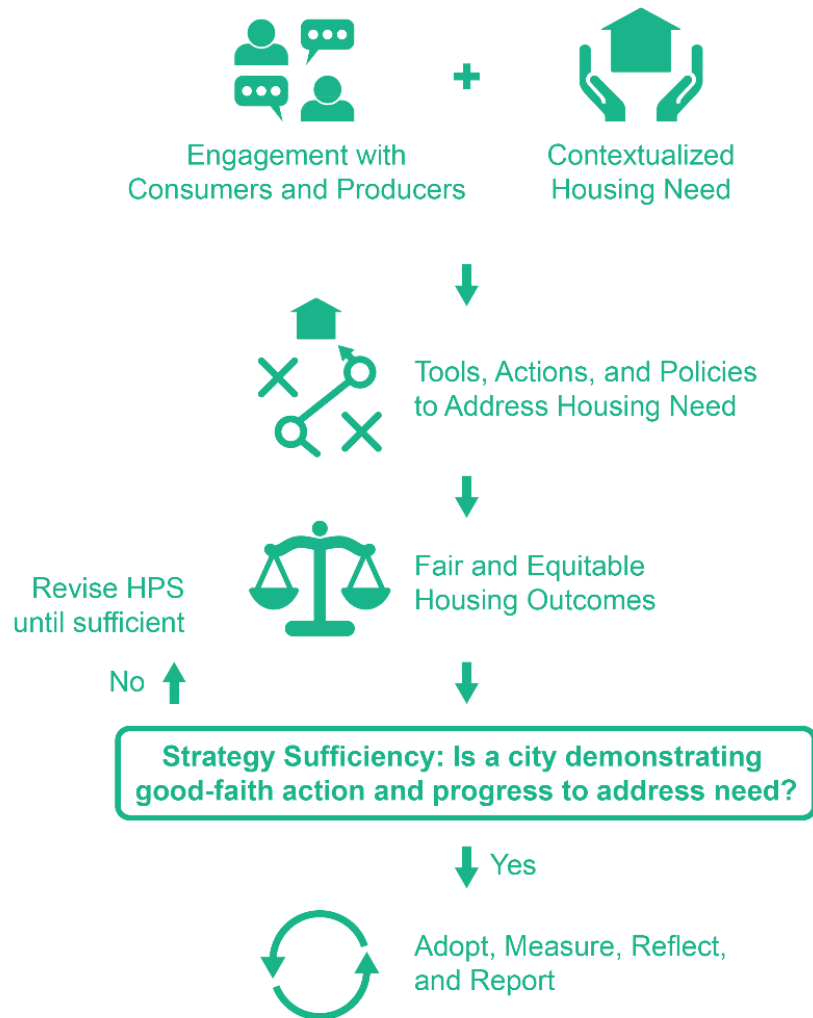 Engagement with
Consumers and Producers
Contextualized
Housing Need
Tools, Actions, and Policies
to Address Housing Need
Fair and Equitable
Housing Outcomes
Revise HPS
until sufficient
No
Strategy Sufficiency: Is a city demonstrating
good-faith action and progress to address need?
Yes
Adopt, Measure, Reflect,
and Report